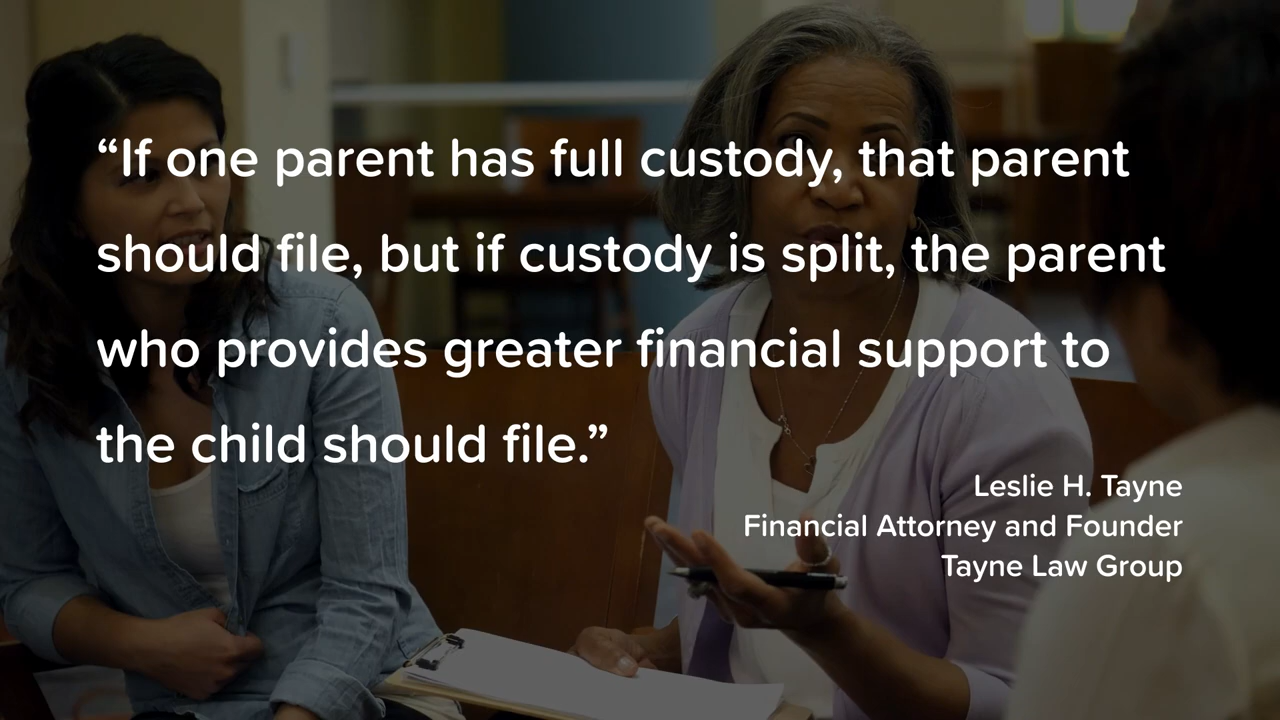 “If one parent has full custody, that parent
should file, but if custody is split, the parent
who provides greater financial support to
the child should file.”
Leslie H. Tayne
Financial Attorney and Founder
Tayne Law Group